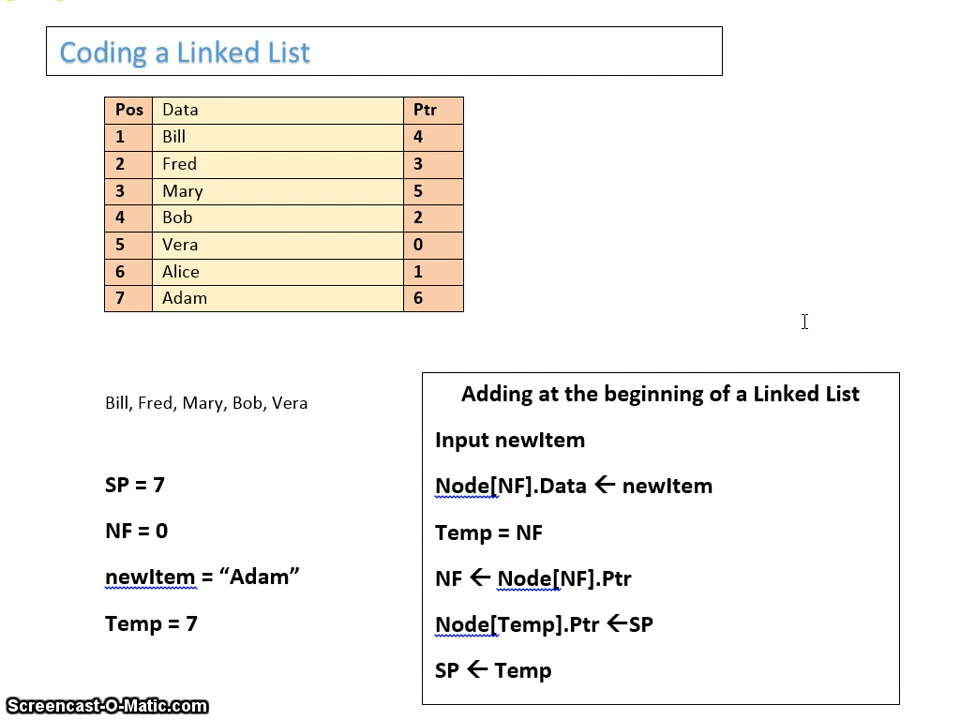 Coding a Linked List
Pos Data Ptr
1 Bill 4
2 Fred 3
3 Mary 5
4 Bob 2
5 Vera 0
6 Alice 1
7 Adam 6
Bill, Fred, Mary, Bob, Vera
SP = 7
NF = 0
newItem = “Adam”
Temp = 7
Adding at the beginning of a Linked List
Input newItem
Node[NF].Data ← newItem
Temp = NF
NF ← Node[NF].Ptr
Node[Temp].Ptr ←SP
SP ← Temp
Screencast-O-Matic.com